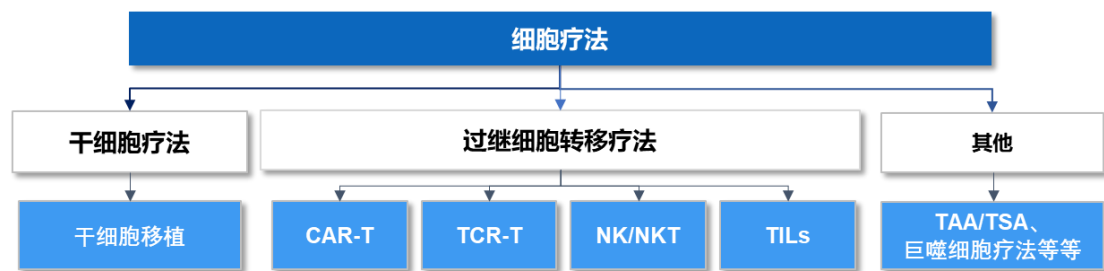 细胞疗法
干细胞疗法
过继细胞转移疗法
其他
干细胞移植
CAR-T
TCR-T
NK/NKT
TILs
TAA/TSA、
巨噬细胞疗法等等